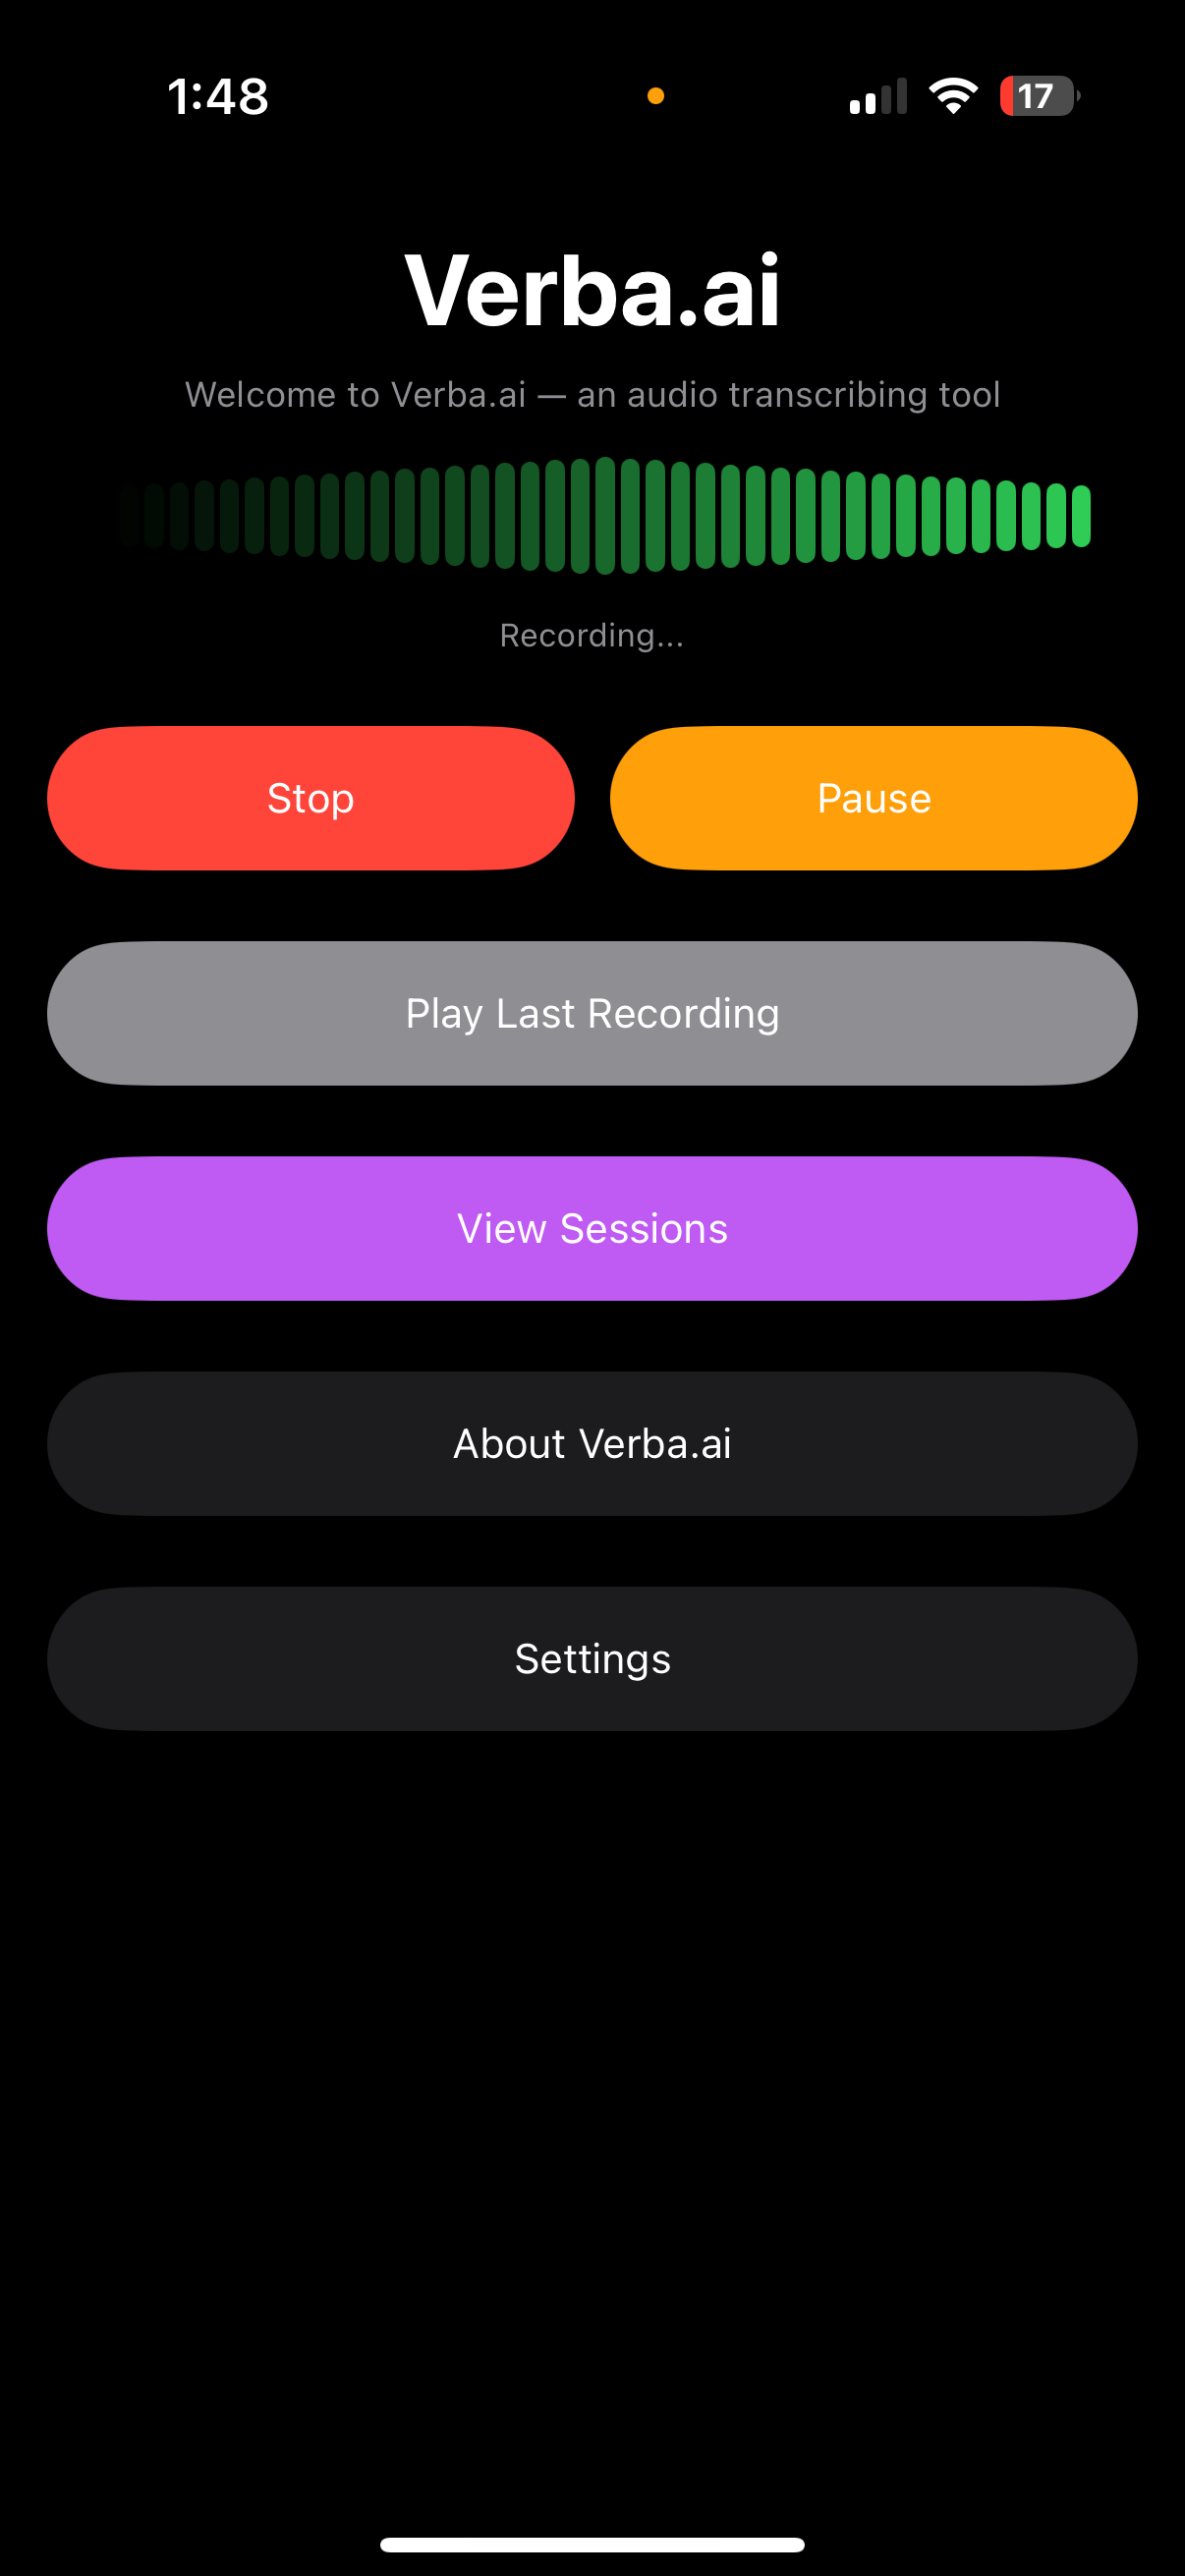 1:48
17
Verba.ai
Welcome to Verba.ai — an audio transcribing tool
Recording...
Stop
Pause
Play Last Recording
View Sessions
About Verba.ai
Settings